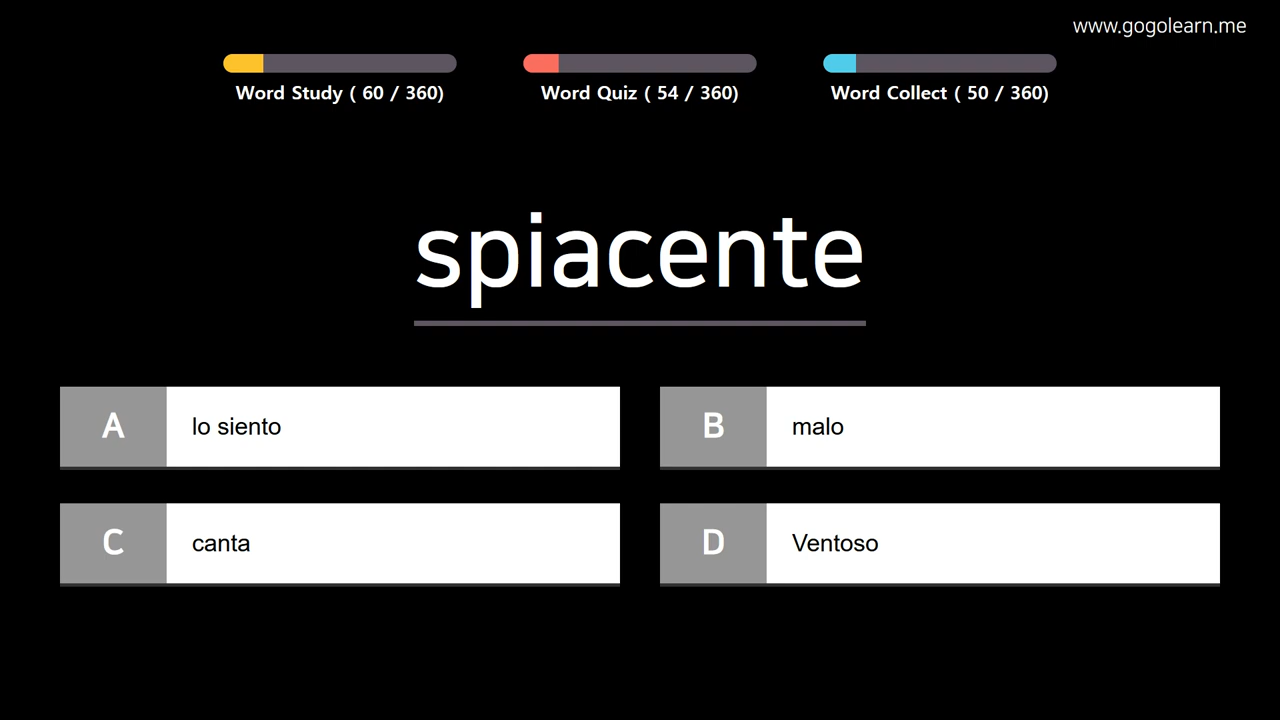 www.gogolearn.me
Word Study ( 60 / 360)
Word Quiz ( 54 / 360)
Word Collect ( 50 / 360)
spiacente
A lo siento
B malo
C canta
D Ventoso